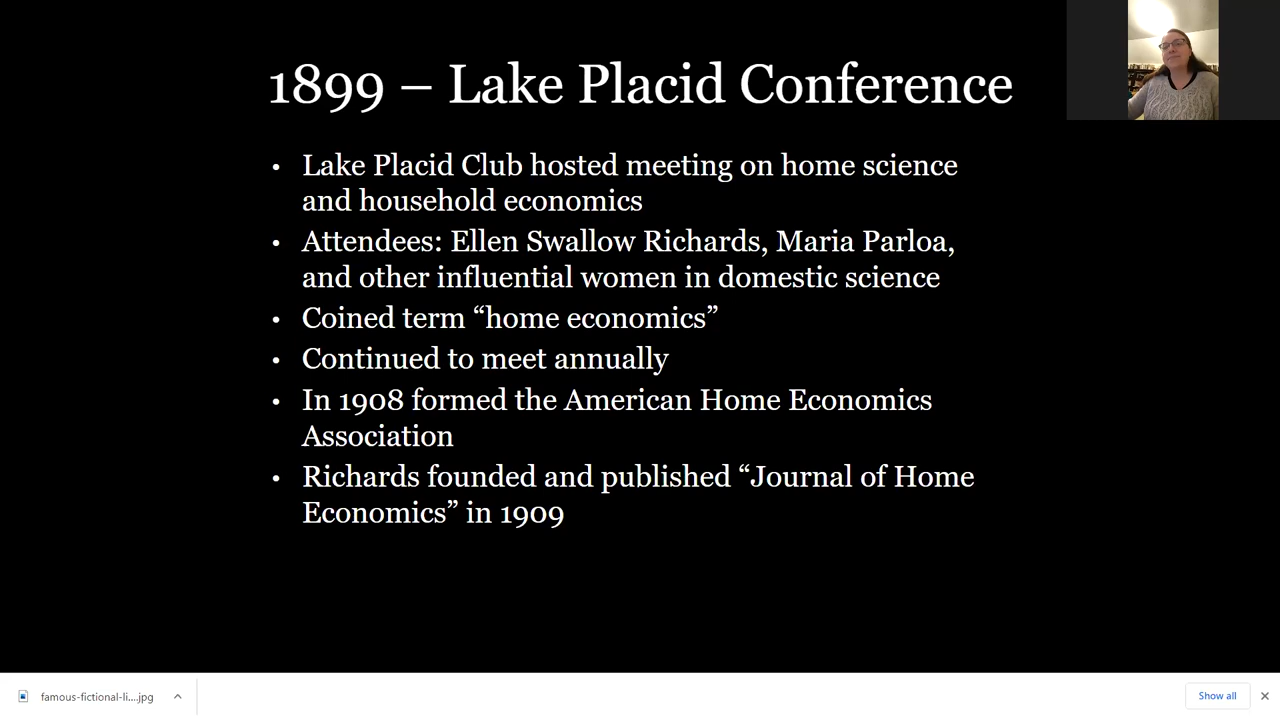 1899 – Lake Placid Conference
• Lake Placid Club hosted meeting on home science
and household economics
• Attendees: Ellen Swallow Richards, Maria Parloa,
and other influential women in domestic science
• Coined term “home economics”
• Continued to meet annually
• In 1908 formed the American Home Economics
Association
• Richards founded and published “Journal of Home
Economics” in 1909
famous-fictional-li....jpg
Show all